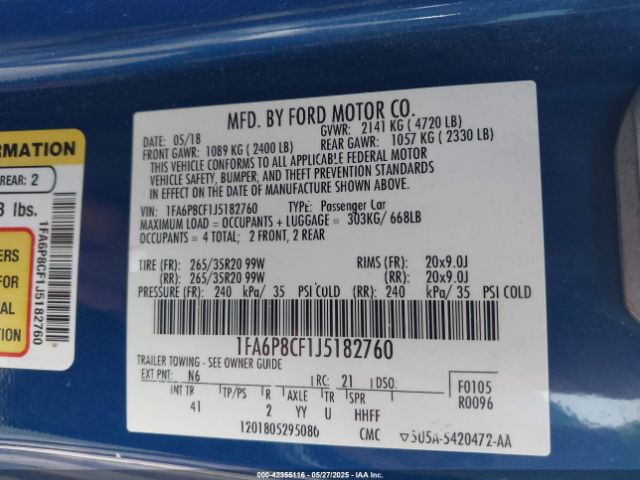 MFD. BY FORD MOTOR CO.
DATE: 05/18 GVWR: 2141 KG ( 4720 LB)
FRONT GAWR: 1089 KG ( 2400 LB) REAR GAWR: 1057 KG ( 2330 LB)
THIS VEHICLE CONFORMS TO ALL APPLICABLE FEDERAL MOTOR
VEHICLE SAFETY, BUMPER, AND THEFT PREVENTION STANDARDS IN
EFFECT ON THE DATE OF MANUFACTURE SHOWN ABOVE.
VIN: 1FA6P8CF1J5182760 TYPE: Passenger Car
MAXIMUM LOAD = OCCUPANTS + LUGGAGE = 303KG/ 668LB
OCCUPANTS = 4 TOTAL; 2 FRONT, 2 REAR
TIRE (FR): 265/35R20 99W RIMS (FR): 20x9.0J
(RR): 265/35R20 99W (RR): 20x9.0J
PRESSURE (FR): 240 kPa/ 35 PSI COLD (RR): 240 kPa/ 35 PSI COLD
1FA6P8CF1J5182760
TRAILER TOWING - SEE OWNER GUIDE
EXT PNT: N6 RC: 21 DSO:
INT TR TP/PS R AXLE TR SPR
41 2 YY U HHFF
F0105
R0096
1201805295086 CMC 5U5A-5420472-AA
RMATION
REAR: 2
lbs.
ERS
FOR
AL
ON
1FA6P8CF1J5182760
IAA 42355116 05/27/2025 IAA Inc